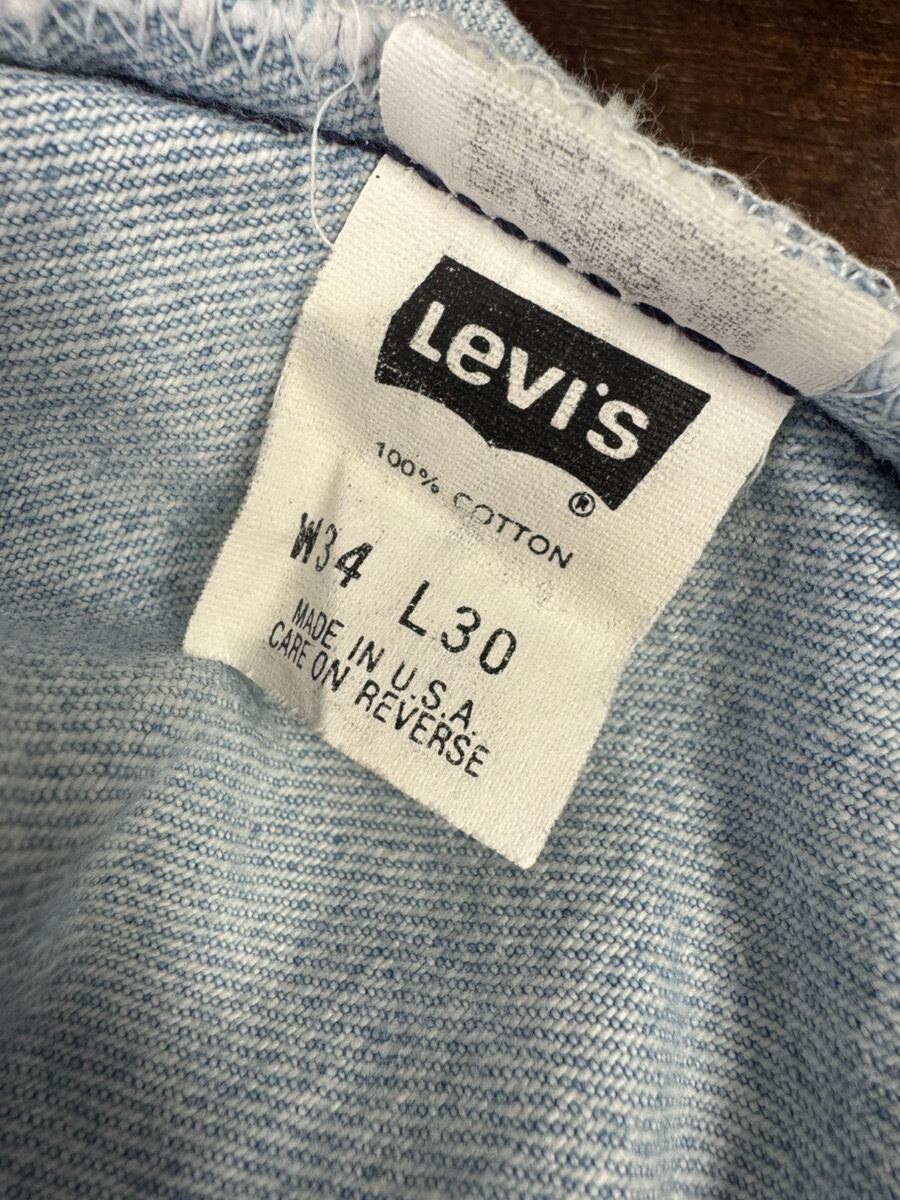 Levi's
®
100% COTTON
W34 L30
MADE IN U.S.A.
CARE ON REVERSE